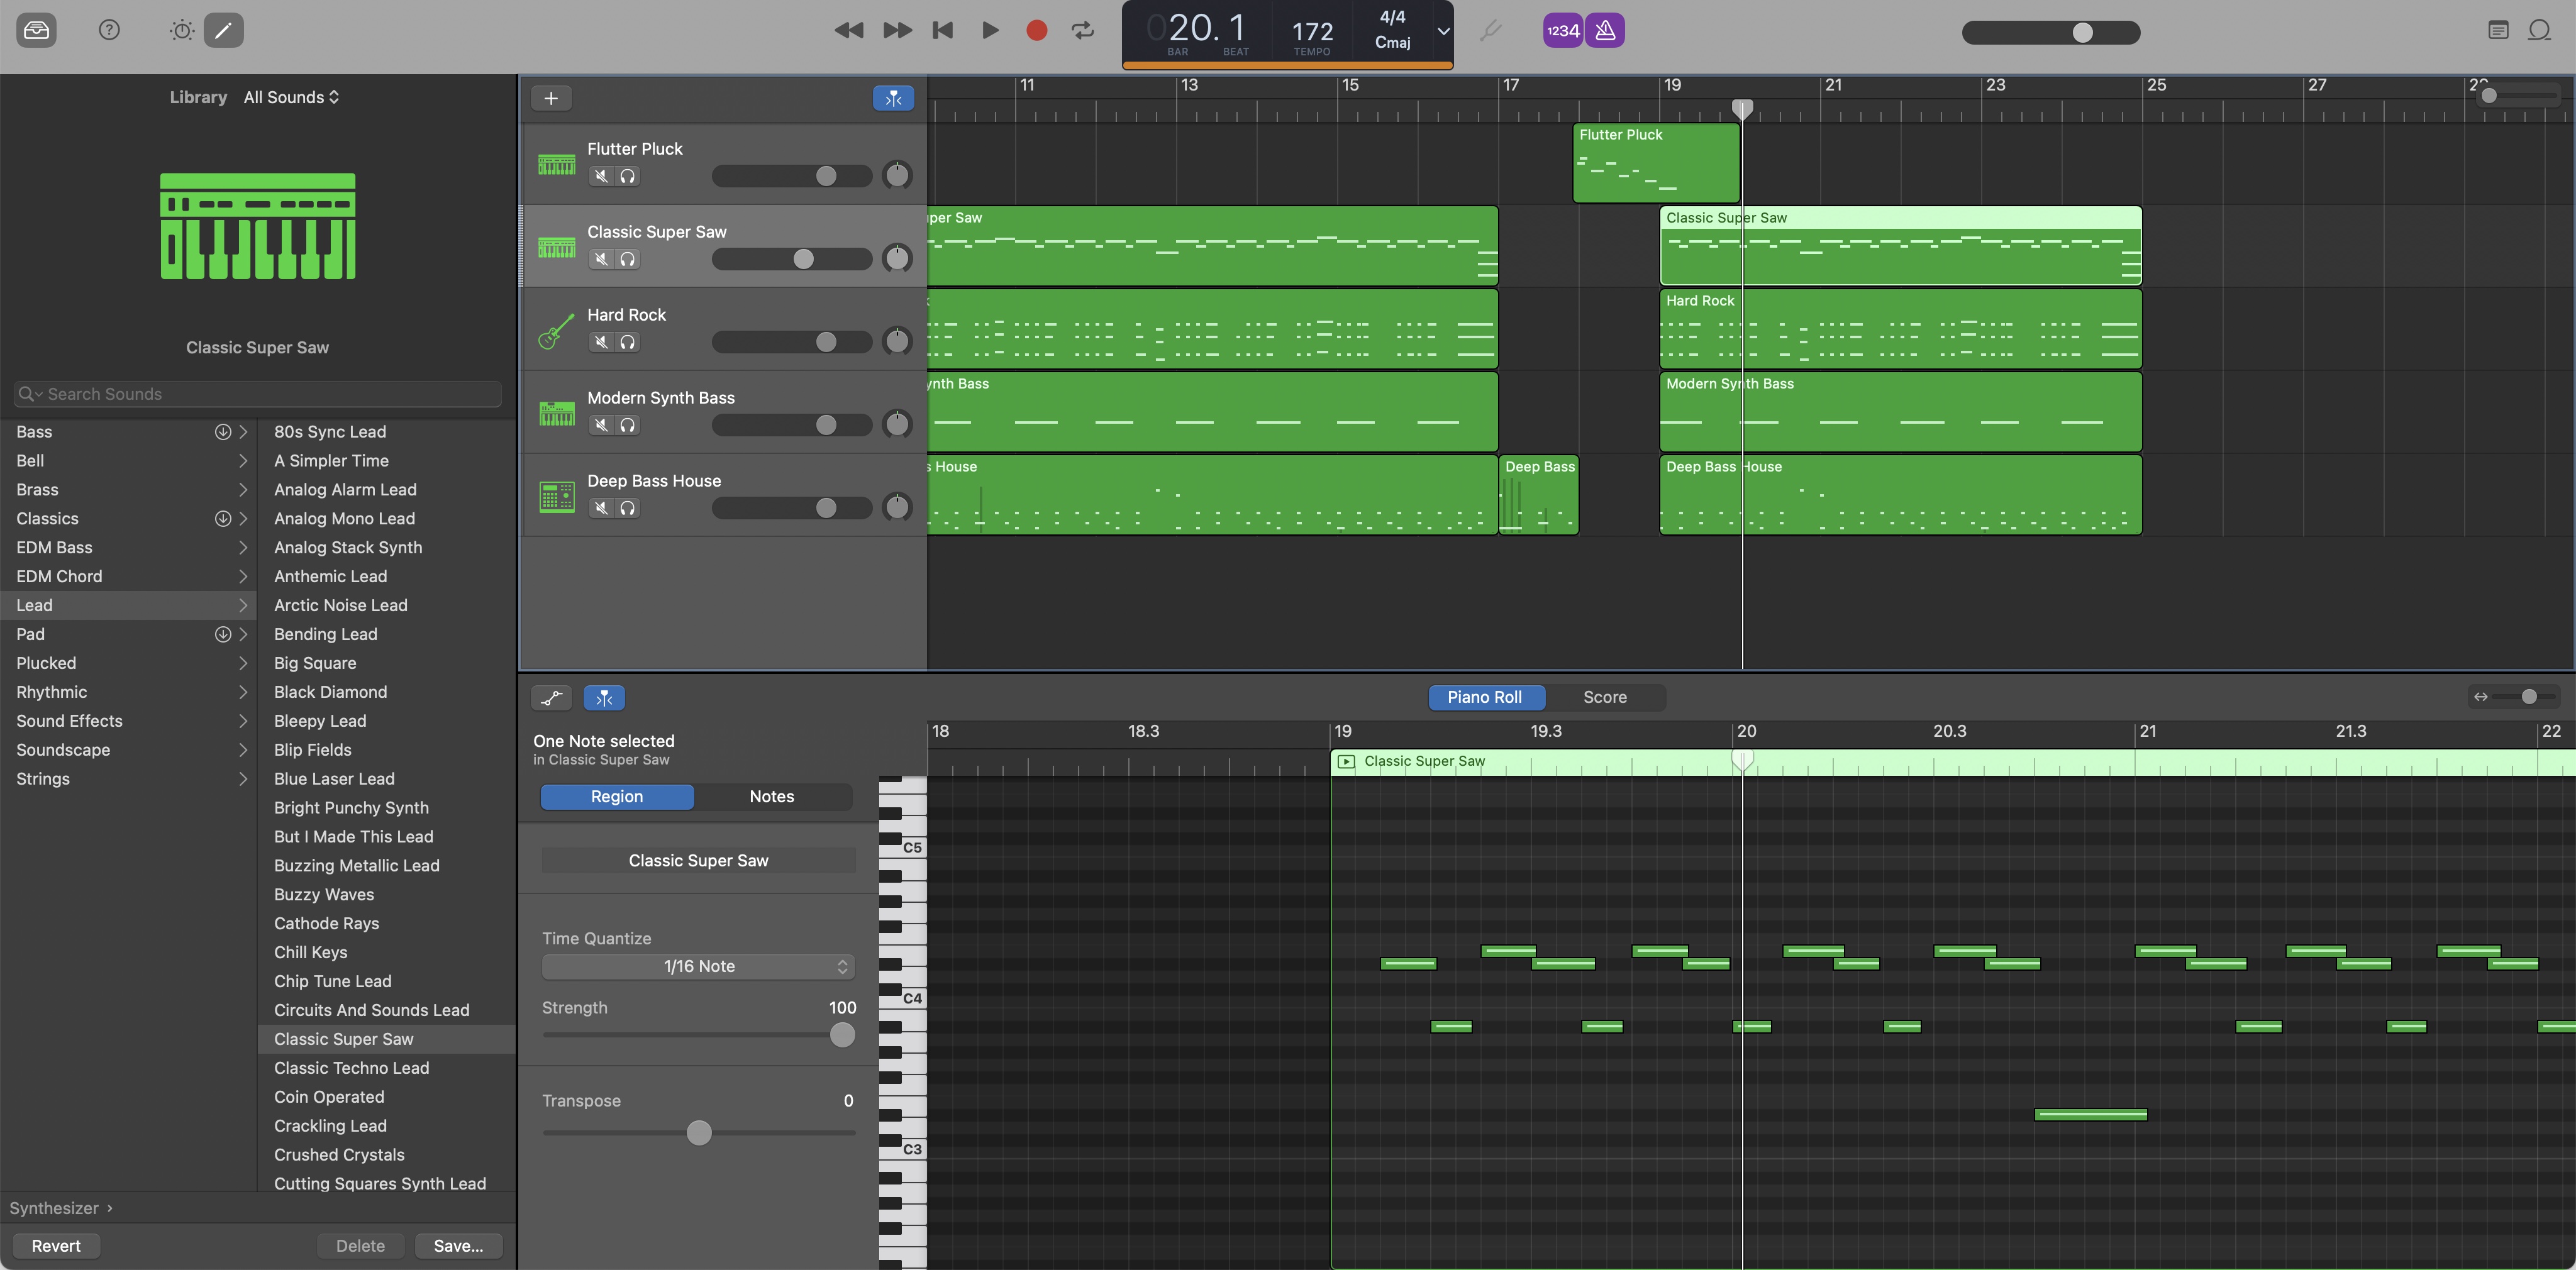 020. 1
BAR
BEAT
172
TEMPO
4/4
Cmaj
1234
Library
All Sounds
Classic Super Saw
Search Sounds
Bass
Bell
Brass
Classics
EDM Bass
EDM Chord
Lead
Pad
Plucked
Rhythmic
Sound Effects
Soundscape
Strings
80s Sync Lead
A Simpler Time
Analog Alarm Lead
Analog Mono Lead
Analog Stack Synth
Anthemic Lead
Arctic Noise Lead
Bending Lead
Big Square
Black Diamond
Bleepy Lead
Blip Fields
Blue Laser Lead
Bright Punchy Synth
But I Made This Lead
Buzzing Metallic Lead
Buzzy Waves
Cathode Rays
Chill Keys
Chip Tune Lead
Circuits And Sounds Lead
Classic Super Saw
Classic Techno Lead
Coin Operated
Crackling Lead
Crushed Crystals
Cutting Squares Synth Lead
Synthesizer ›
Revert
Delete
Save...
11 13 15 17 19 21 23 25 27
Flutter Pluck
Flutter Pluck
Classic Super Saw
per Saw
Classic Super Saw
Hard Rock
Hard Rock
Modern Synth Bass
ynth Bass
Modern Synth Bass
Deep Bass House
s House
Deep Bass
Deep Bass House
Piano Roll
Score
18 18.3 19 19.3 20 20.3 21 21.3 22
One Note selected
in Classic Super Saw
Classic Super Saw
Region
Notes
Classic Super Saw
Time Quantize
1/16 Note
Strength
100
Transpose
0
C5
C4
C3